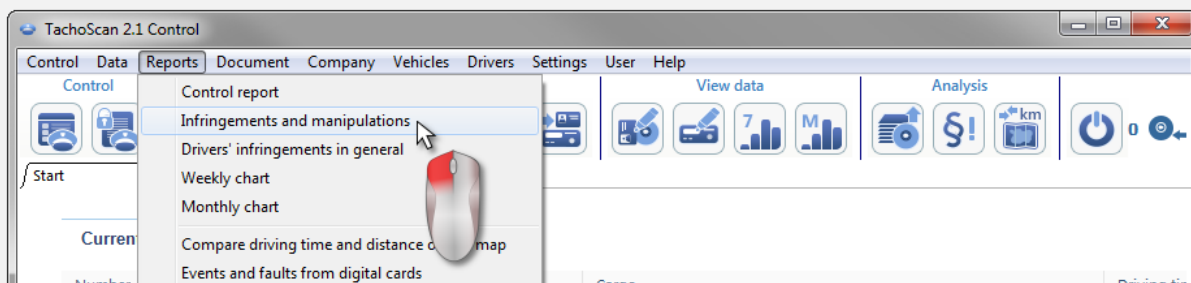 TachoScan 2.1 Control
Control Data Reports Document Company Vehicles Drivers Settings User Help
Control View data Analysis
Control report
Infringements and manipulations
Drivers' infringements in general
Weekly chart
Monthly chart
Compare driving time and distance map
Events and faults from digital cards
7 M §! km 0
Start
Curren